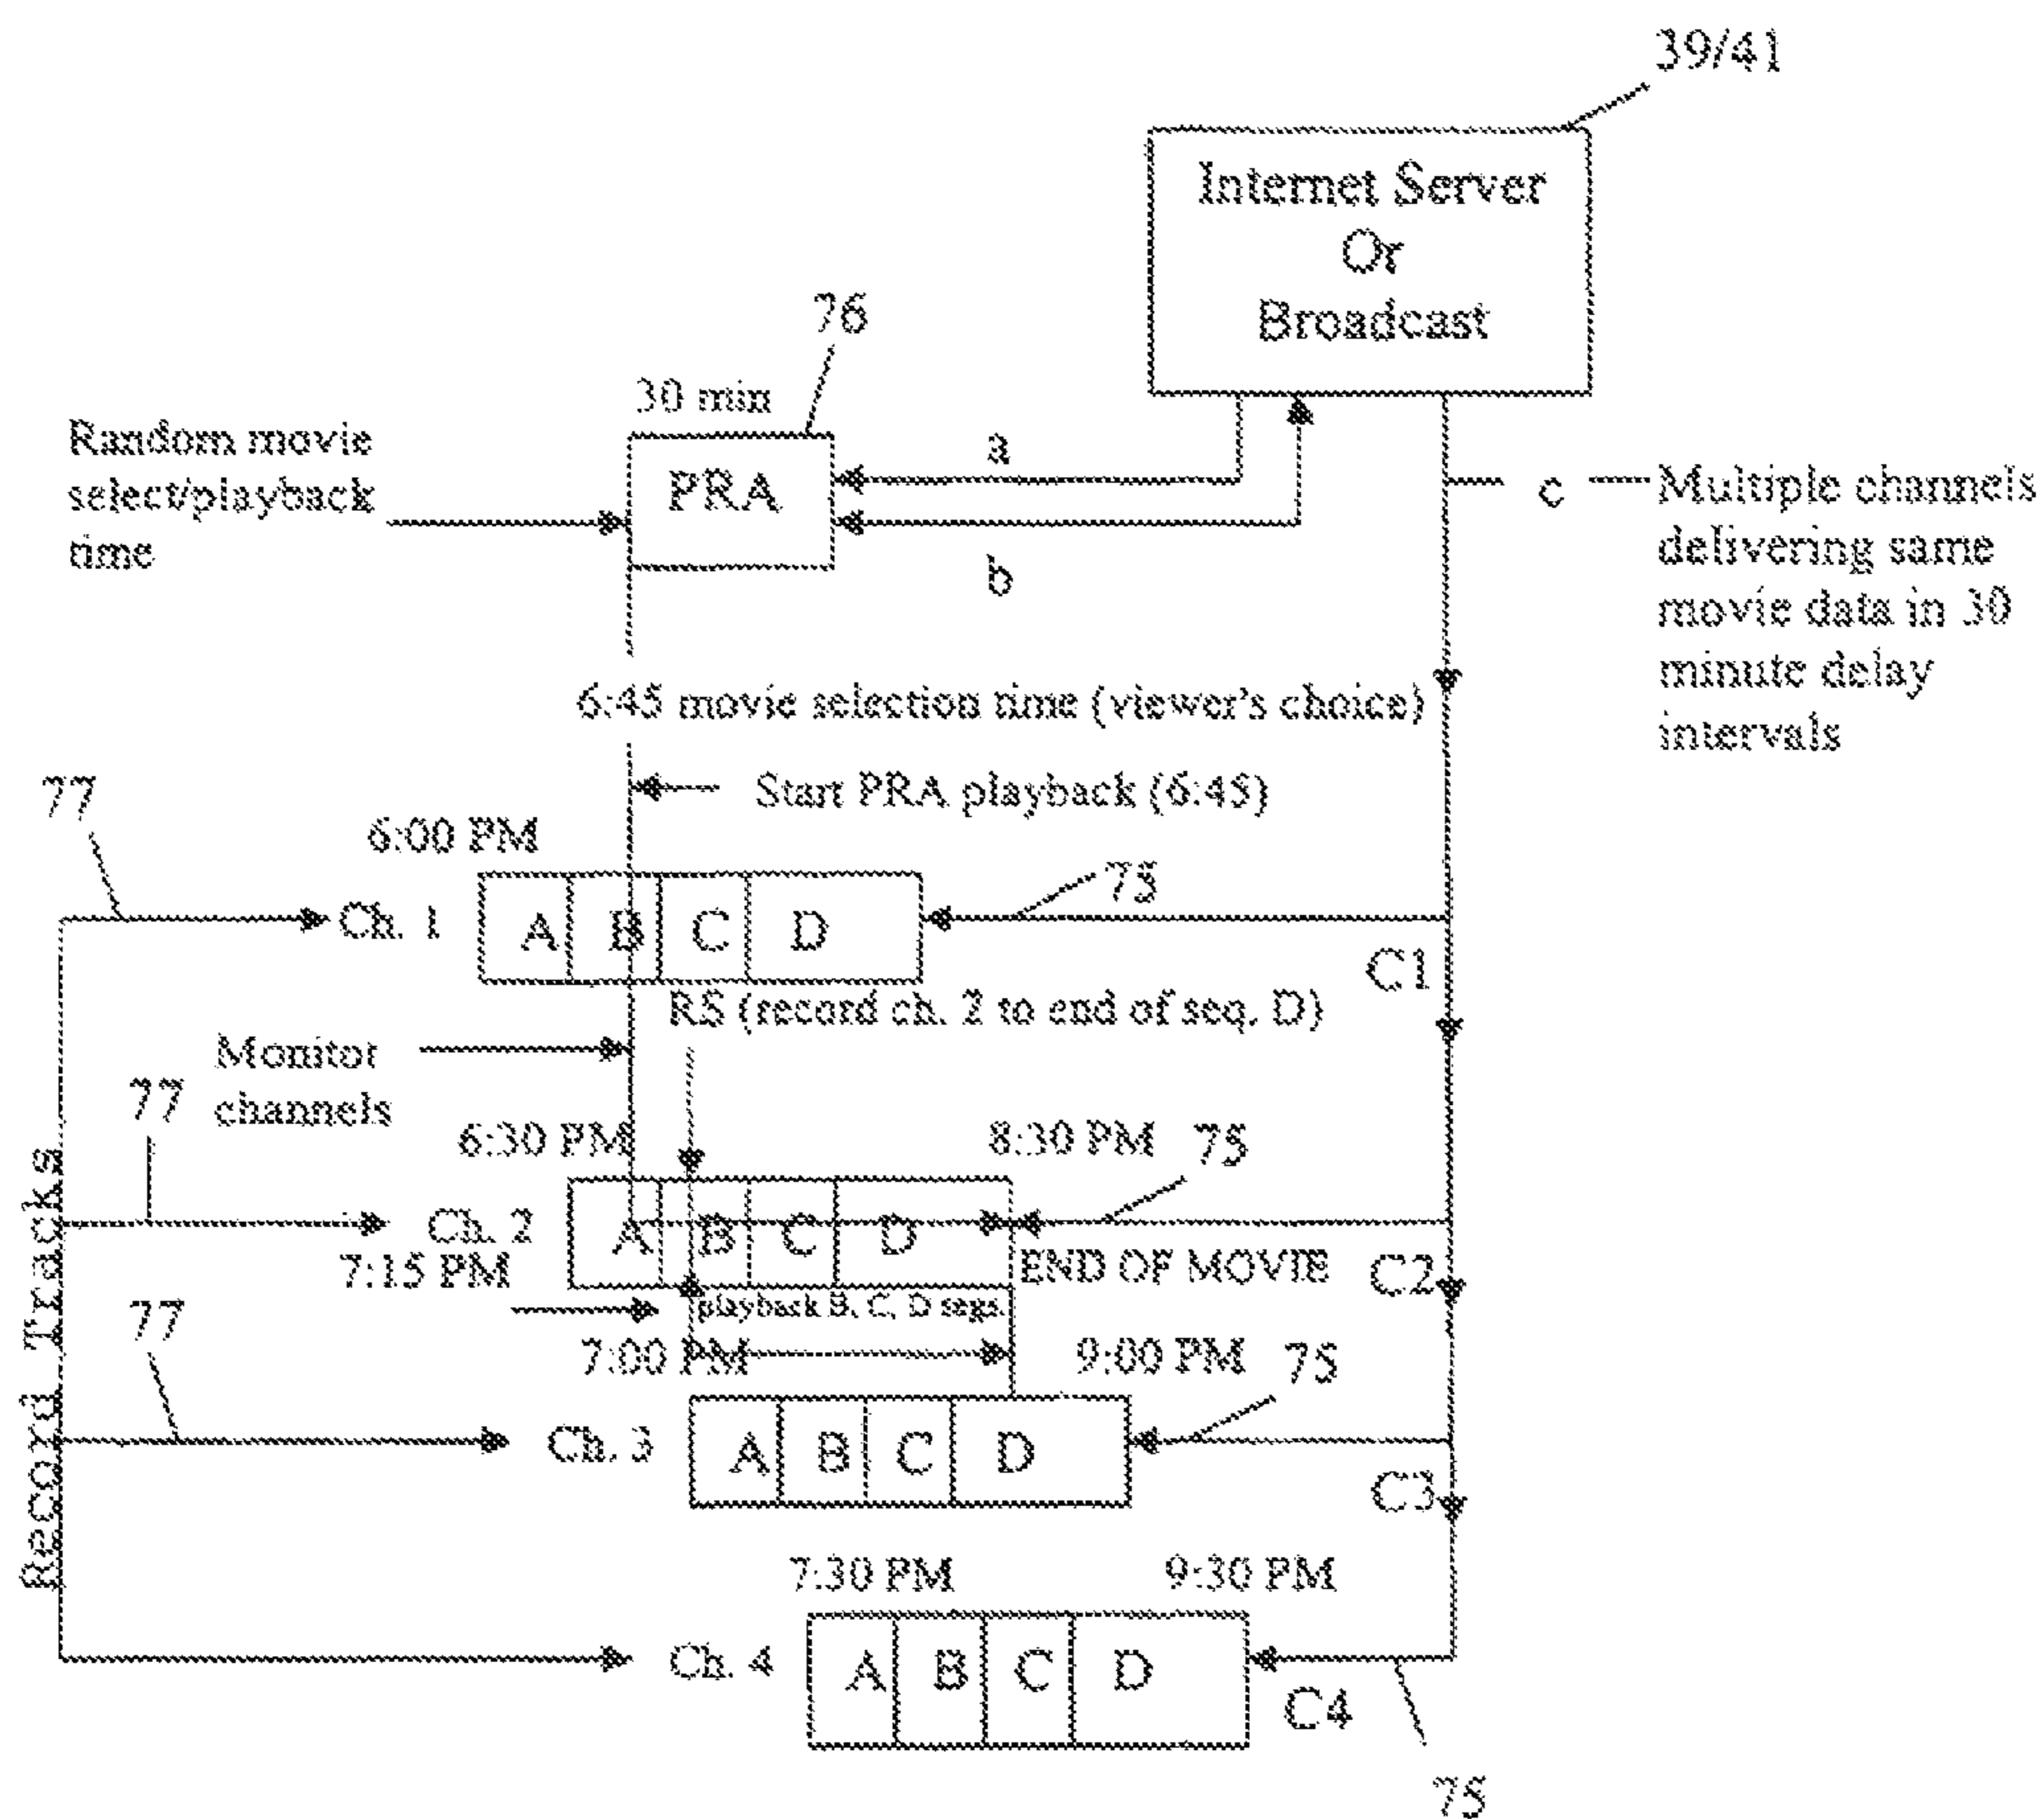 39/41
Internet Server
Or
Broadcast
76
30 min
PRA
a
b
Random movie
select/playback
time
c
Multiple channels
delivering same
movie data in 30
minute delay
intervals
6:45 movie selection time (viewer's choice)
Start PRA playback (6:45)
77
6:00 PM
Ch. 1
A B C D
75
C1
RS (record ch. 2 to end of seq. D)
Monitor
channels
77
6:30 PM
8:30 PM
75
Ch. 2
A B C D
END OF MOVIE
C2
7:15 PM
playback B, C, D segs.
77
7:00 PM
9:00 PM
75
Ch. 3
A B C D
C3
Record Tracks
7:30 PM
9:30 PM
Ch. 4
A B C D
C4
75